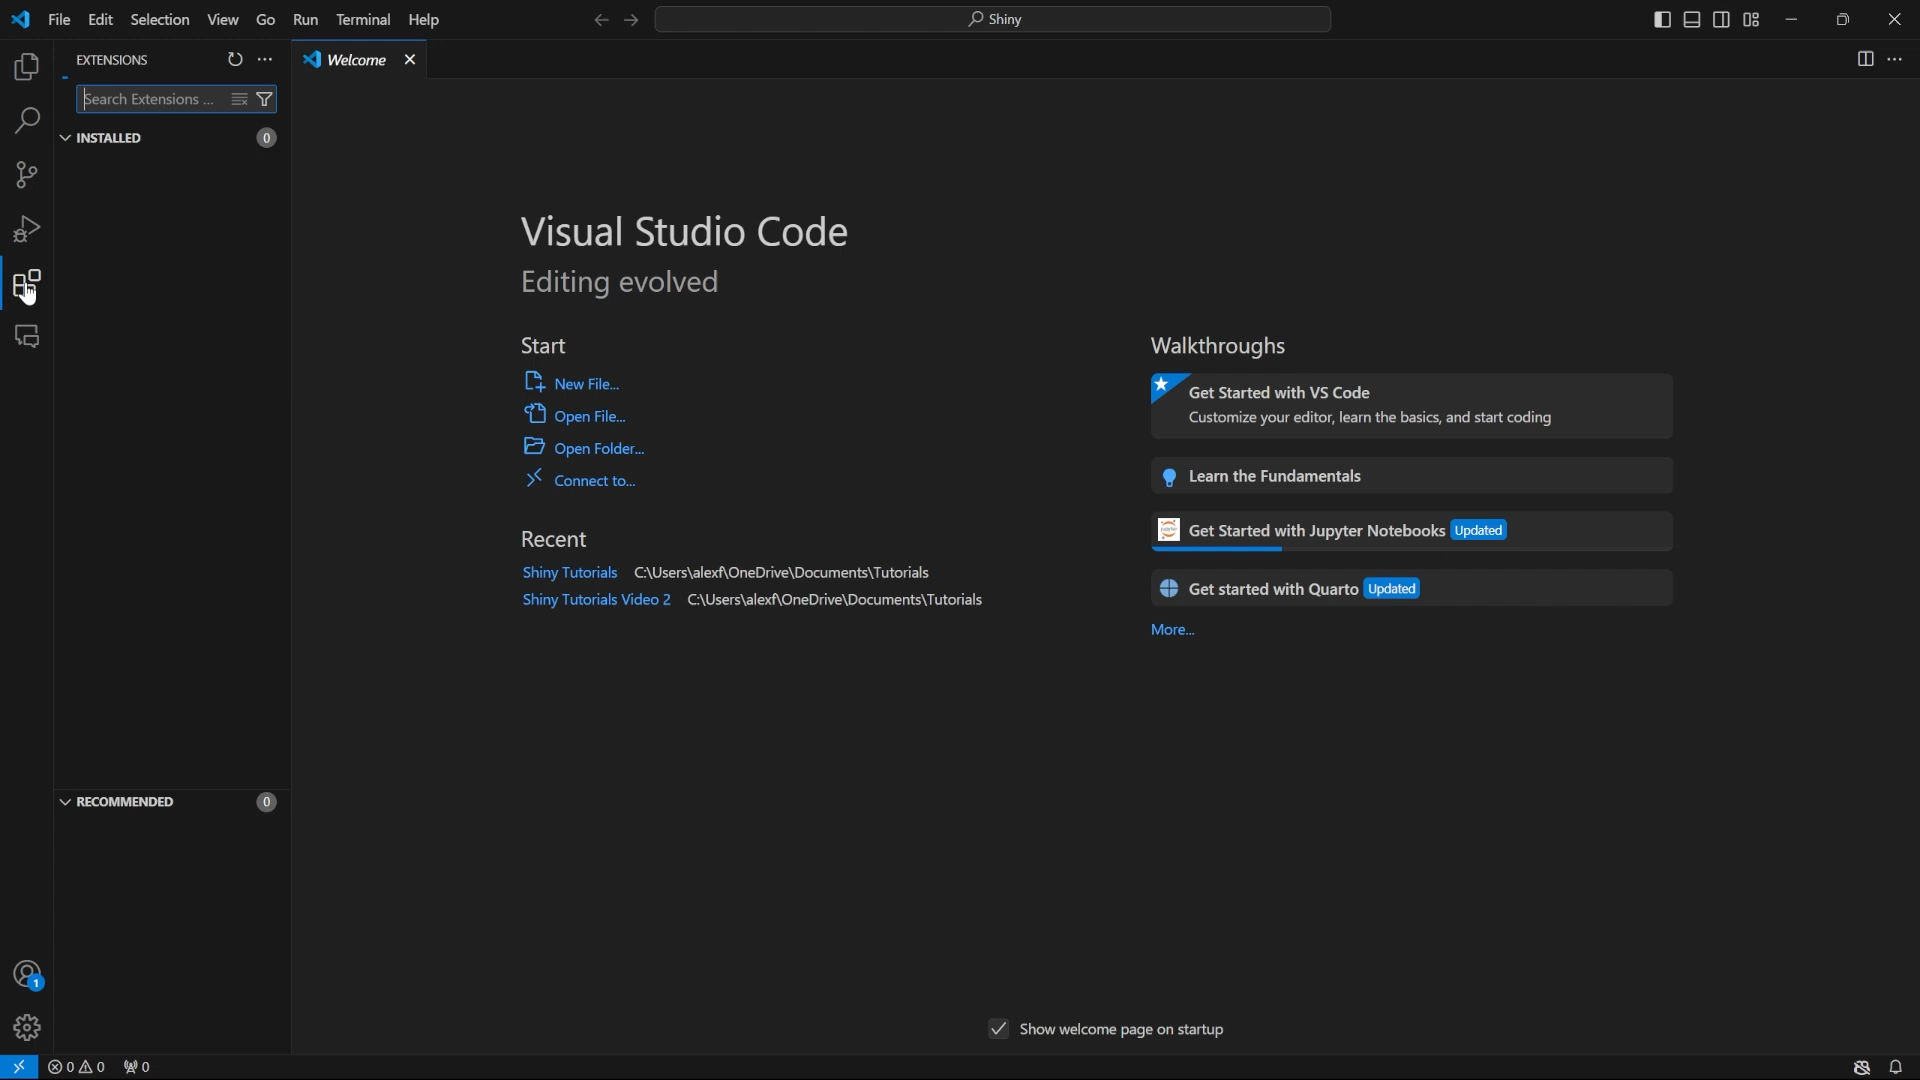 File Edit Selection View Go Run Terminal Help
Shiny
EXTENSIONS
Welcome
Search Extensions ...
INSTALLED 0
Visual Studio Code
Editing evolved
Start
New File...
Open File...
Open Folder...
Connect to...
Recent
Shiny Tutorials C:\Users\alexf\OneDrive\Documents\Tutorials
Shiny Tutorials Video 2 C:\Users\alexf\OneDrive\Documents\Tutorials
Walkthroughs
Get Started with VS Code
Customize your editor, learn the basics, and start coding
Learn the Fundamentals
Get Started with Jupyter Notebooks Updated
Get started with Quarto Updated
More...
RECOMMENDED 0
1
Show welcome page on startup
0 0 0